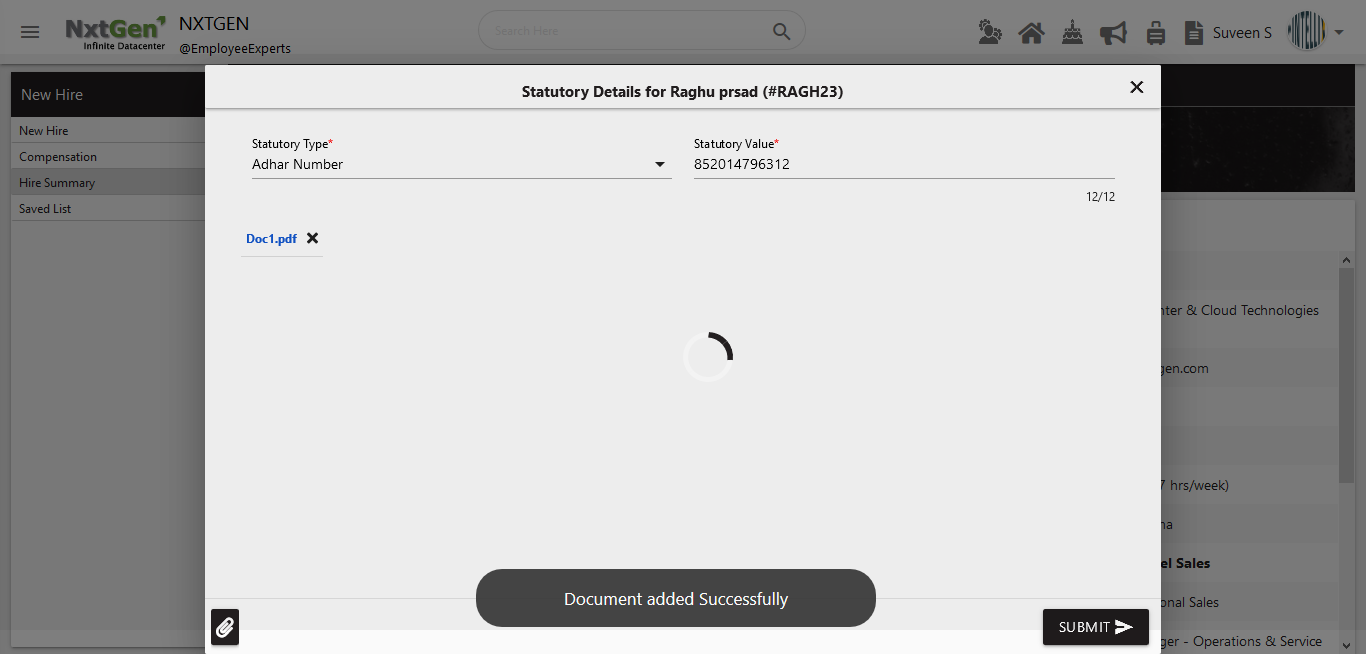 NxtGen
Infinite Datacenter
NXTGEN
@EmployeeExperts
Search Here
Suveen S
New Hire
New Hire
Compensation
Hire Summary
Saved List
Statutory Details for Raghu prsad (#RAGH23)
Statutory Type*
Adhar Number
Statutory Value*
852014796312
12/12
Doc1.pdf
nter & Cloud Technologies
gen.com
7 hrs/week)
na
el Sales
onal Sales
ger - Operations & Service
Document added Successfully
SUBMIT